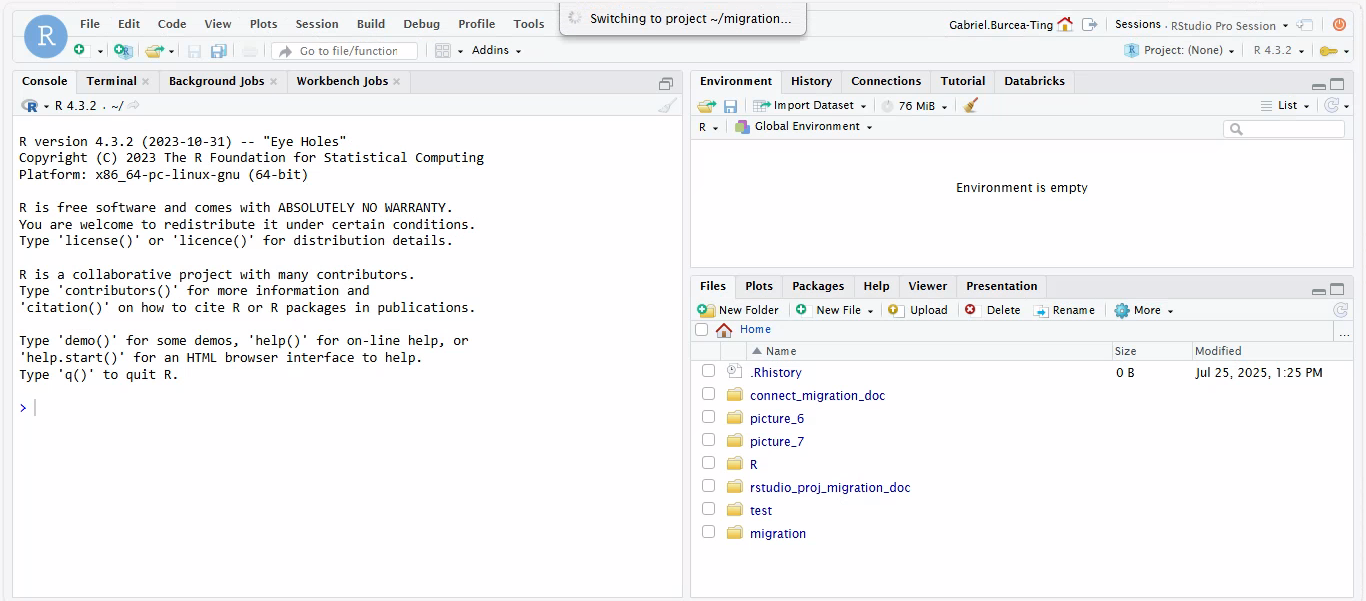 Switching to project ~/migration...
R
File Edit Code View Plots Session Build Debug Profile Tools
Gabriel.Burcea-Ting Sessions RStudio Pro Session
Go to file/function Addins
Project: (None) R 4.3.2
Console Terminal Background Jobs Workbench Jobs
R 4.3.2 . ~/
R version 4.3.2 (2023-10-31) -- "Eye Holes"
Copyright (C) 2023 The R Foundation for Statistical Computing
Platform: x86_64-pc-linux-gnu (64-bit)
R is free software and comes with ABSOLUTELY NO WARRANTY.
You are welcome to redistribute it under certain conditions.
Type 'license()' or 'licence()' for distribution details.
R is a collaborative project with many contributors.
Type 'contributors()' for more information and
'citation()' on how to cite R or R packages in publications.
Type 'demo()' for some demos, 'help()' for on-line help, or
'help.start()' for an HTML browser interface to help.
Type 'q()' to quit R.
>
Environment History Connections Tutorial Databricks
Import Dataset 76 MiB List
R Global Environment
Environment is empty
Files Plots Packages Help Viewer Presentation
New Folder New File Upload Delete Rename More
Home ...
Name Size Modified
.Rhistory 0 B Jul 25, 2025, 1:25 PM
connect_migration_doc
picture_6
picture_7
R
rstudio_proj_migration_doc
test
migration